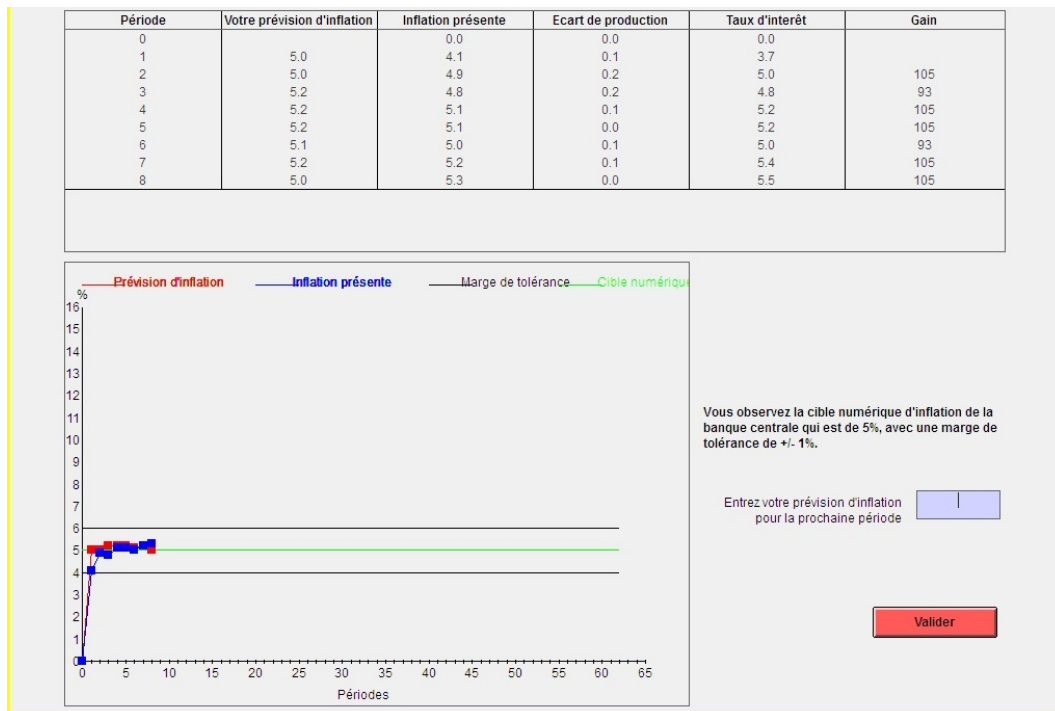 Période Votre prévision d'inflation Inflation présente Ecart de production Taux d'interêt Gain
0 0.0 0.0 0.0
1 5.0 4.1 0.1 3.7
2 5.0 4.9 0.2 5.0 105
3 5.2 4.8 0.2 4.8 93
4 5.2 5.1 0.1 5.2 105
5 5.2 5.1 0.0 5.2 105
6 5.1 5.0 0.1 5.0 93
7 5.2 5.2 0.1 5.4 105
8 5.0 5.3 0.0 5.5 105
Prévision d'inflation Inflation présente Marge de tolérance Cible numérique
%
16
15
14
13
12
11
10
9
8
7
6
5
4
3
2
1
0
0 5 10 15 20 25 30 35 40 45 50 55 60 65
Périodes
Vous observez la cible numérique d'inflation de la
banque centrale qui est de 5%, avec une marge de
tolérance de +/- 1%.
Entrez votre prévision d'inflation
pour la prochaine période
Valider